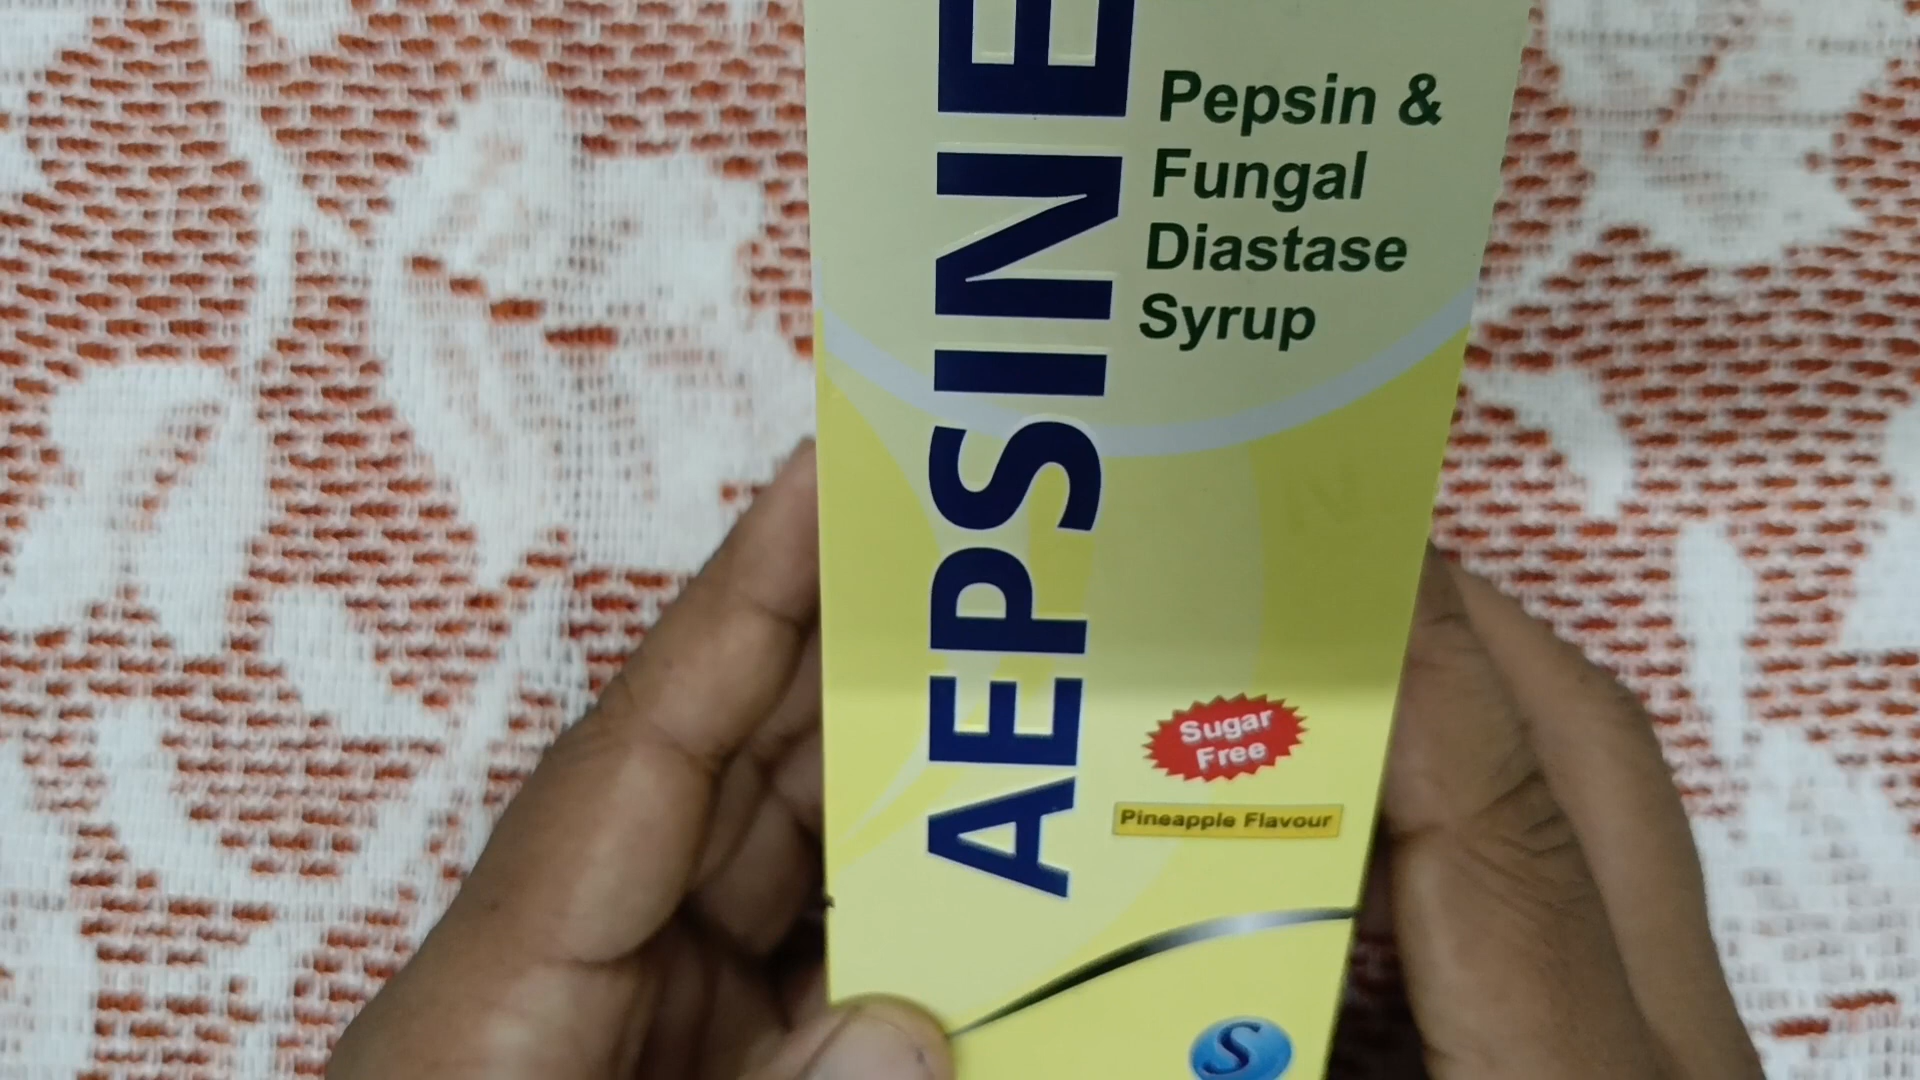 AEPSINE
Pepsin &
Fungal
Diastase
Syrup
Sugar
Free
Pineapple Flavour
S